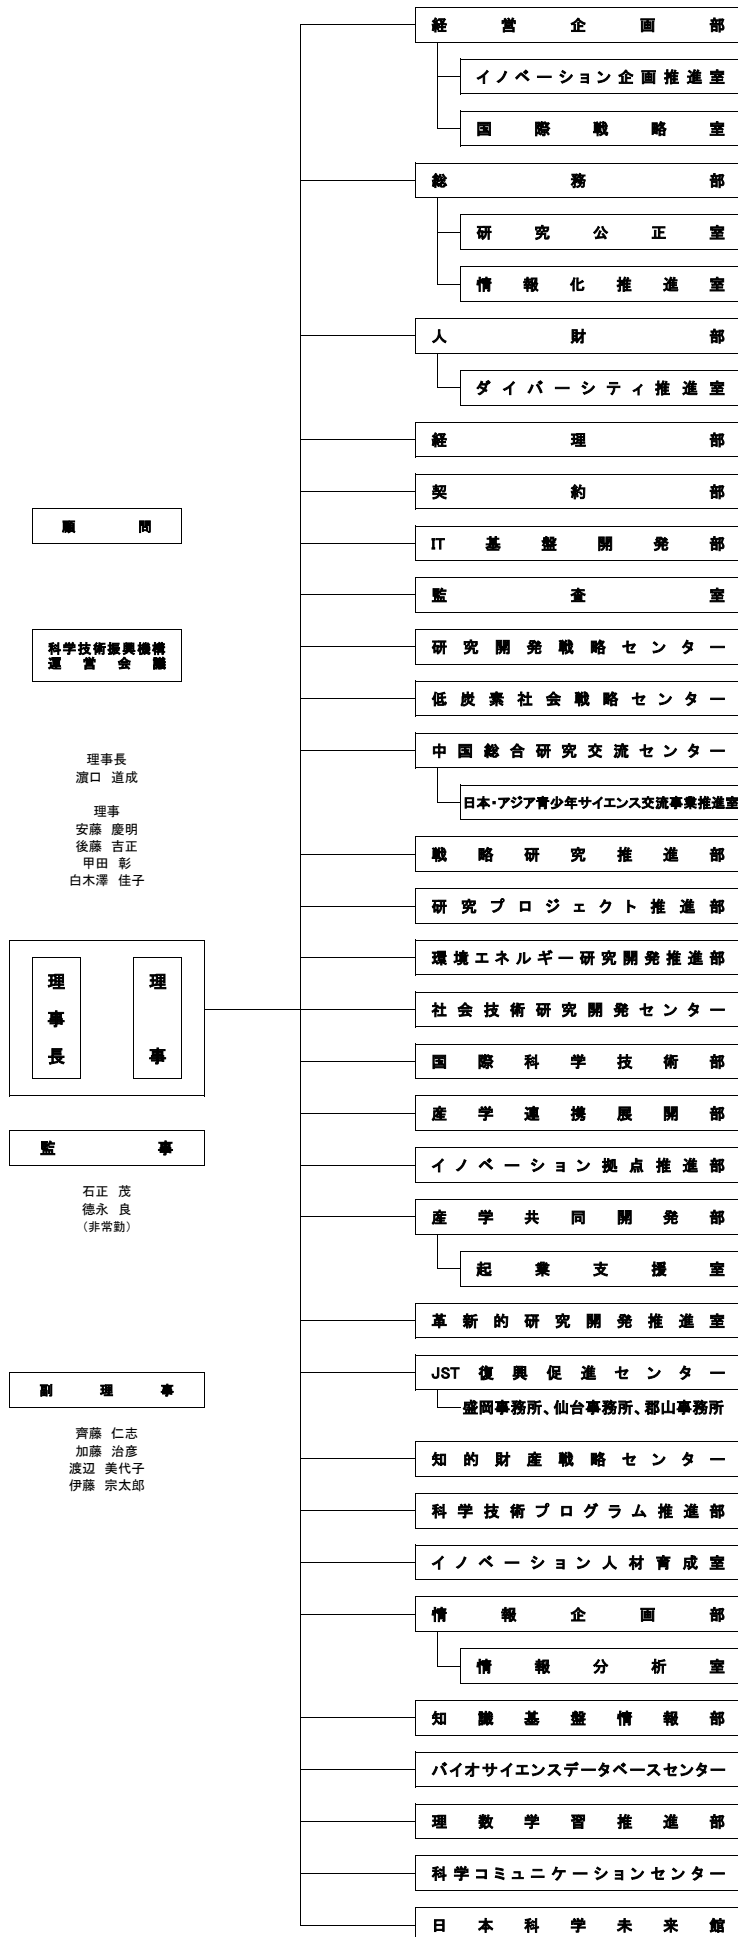 経営企画部
イノベーション企画推進室
国際戦略室
総務部
研究公正室
情報化推進室
人財部
ダイバーシティ推進室
経理部
契約部
IT基盤開発部
監査室
研究開発戦略センター
低炭素社会戦略センター
中国総合研究交流センター
日本・アジア青少年サイエンス交流事業推進室
戦略研究推進部
研究プロジェクト推進部
環境エネルギー研究開発推進部
社会技術研究開発センター
国際科学技術部
産学連携展開部
イノベーション拠点推進部
産学共同開発部
起業支援室
革新的研究開発推進室
JST復興促進センター
盛岡事務所、仙台事務所、郡山事務所
知的財産戦略センター
科学技術プログラム推進部
イノベーション人材育成室
情報企画部
情報分析室
知識基盤情報部
バイオサイエンスデータベースセンター
理数学習推進部
科学コミュニケーションセンター
日本科学未来館
顧問
科学技術振興機構
運営会議
理事長
濵口 道成
理事
安藤 慶明
後藤 吉正
甲田 彰
白木澤 佳子
理事長
理事
監事
石正 茂
德永 良
（非常勤）
副理事
齊藤 仁志
加藤 治彦
渡辺 美代子
伊藤 宗太郎